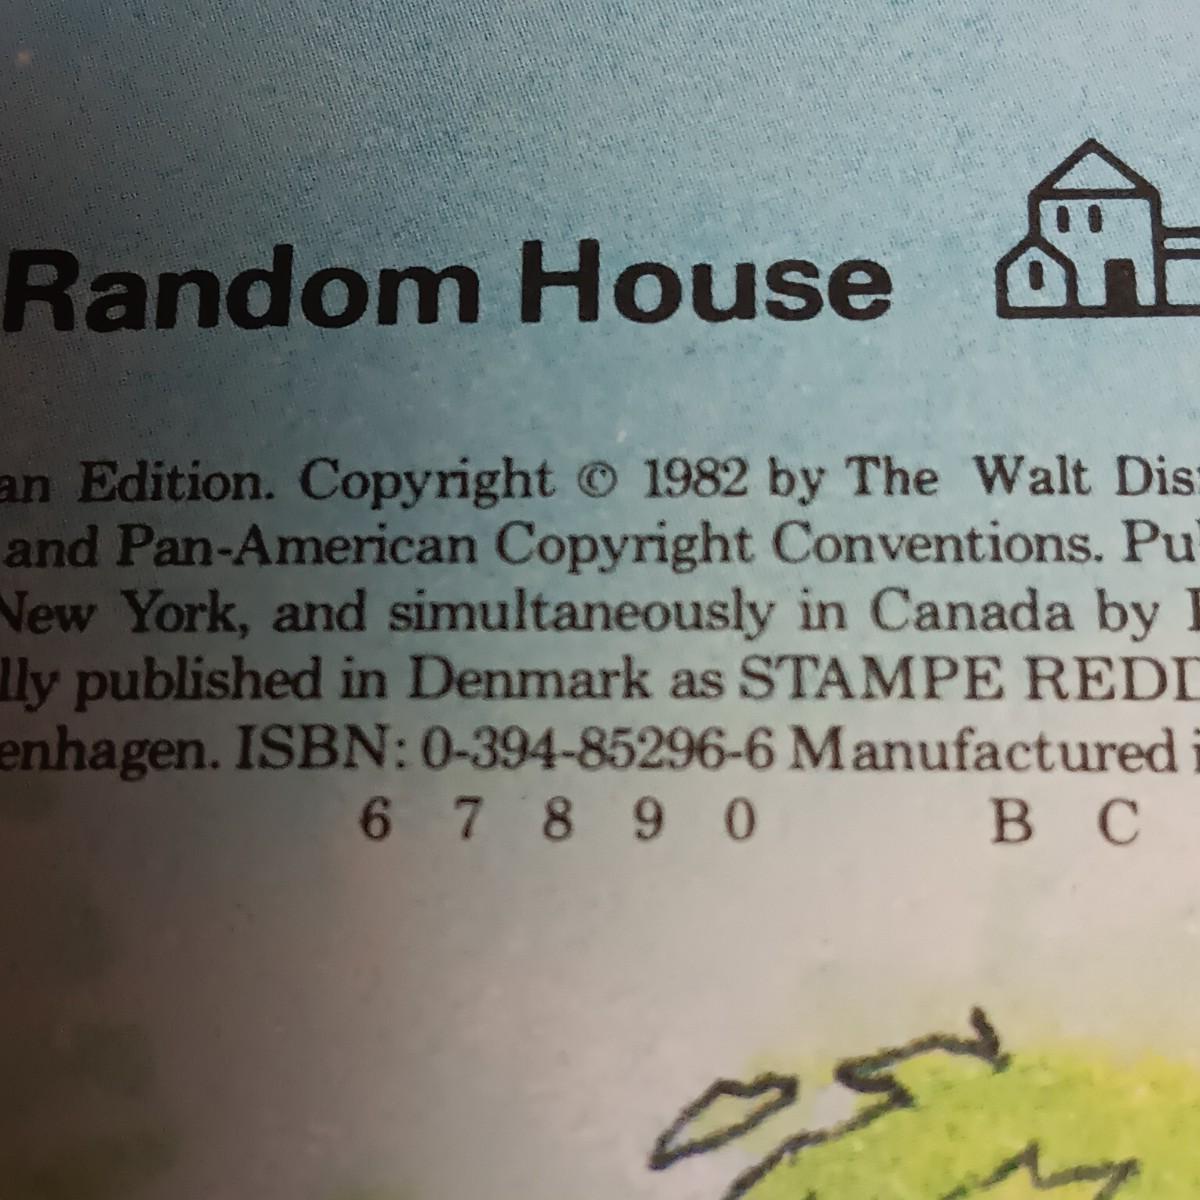 Random House
an Edition. Copyright © 1982 by The Walt Dis
and Pan-American Copyright Conventions. Pu
New York, and simultaneously in Canada by
lly published in Denmark as STAMPE REDD
enhagen. ISBN: 0-394-85296-6 Manufactured i
6 7 8 9 0 B C